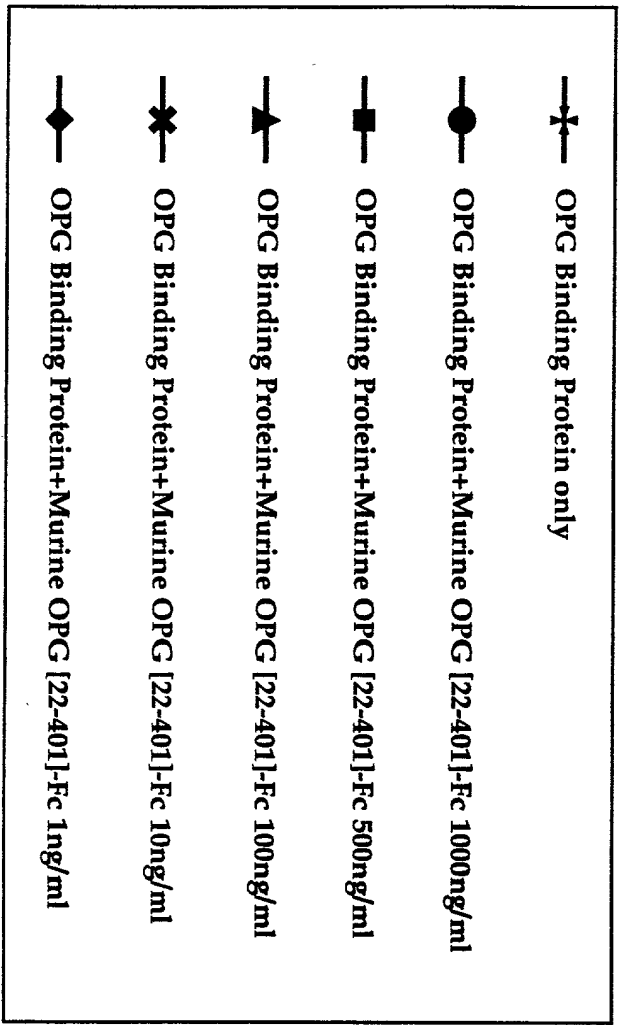 OPG Binding Protein only
OPG Binding Protein+Murine OPG [22-401]-Fc 1000ng/ml
OPG Binding Protein+Murine OPG [22-401]-Fc 500ng/ml
OPG Binding Protein+Murine OPG [22-401]-Fc 100ng/ml
OPG Binding Protein+Murine OPG [22-401]-Fc 10ng/ml
OPG Binding Protein+Murine OPG [22-401]-Fc 1ng/ml